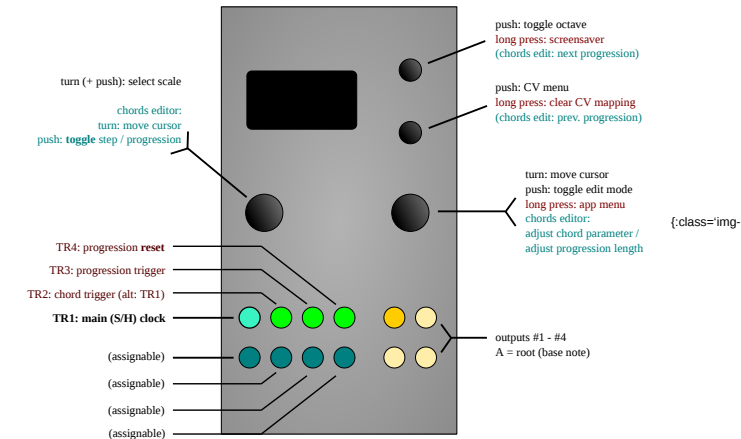 push: toggle octave
long press: screensaver
(chords edit: next progression)
turn (+ push): select scale
push: CV menu
long press: clear CV mapping
(chords edit: prev. progression)
chords editor:
turn: move cursor
push: toggle step / progression
turn: move cursor
push: toggle edit mode
long press: app menu
chords editor:
adjust chord parameter /
adjust progression length
{:class='img-
TR4: progression reset
TR3: progression trigger
TR2: chord trigger (alt: TR1)
TR1: main (S/H) clock
outputs #1 - #4
A = root (base note)
(assignable)
(assignable)
(assignable)
(assignable)